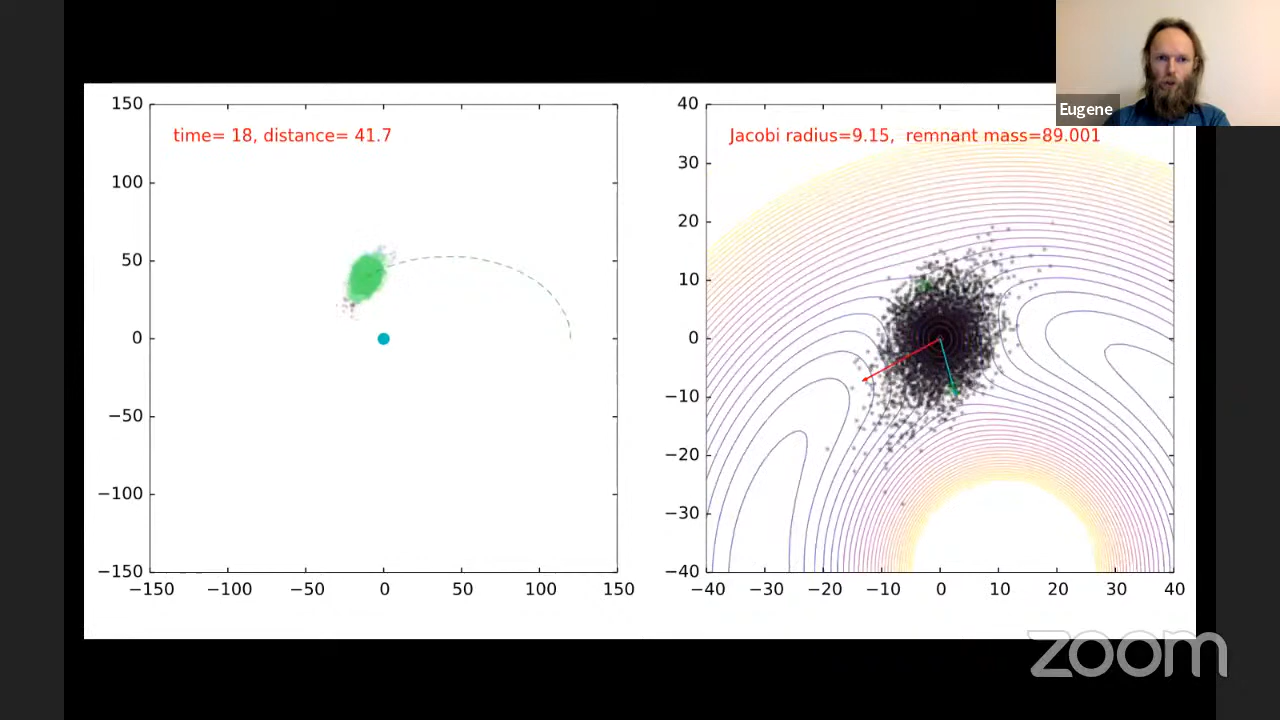 Eugene
time= 18, distance= 41.7
150
100
50
0
−50
−100
−150
−150 −100 −50 0 50 100 150
Jacobi radius=9.15, remnant mass=89.001
40
30
20
10
0
−10
−20
−30
−40
−40 −30 −20 −10 0 10 20 30 40
zoom